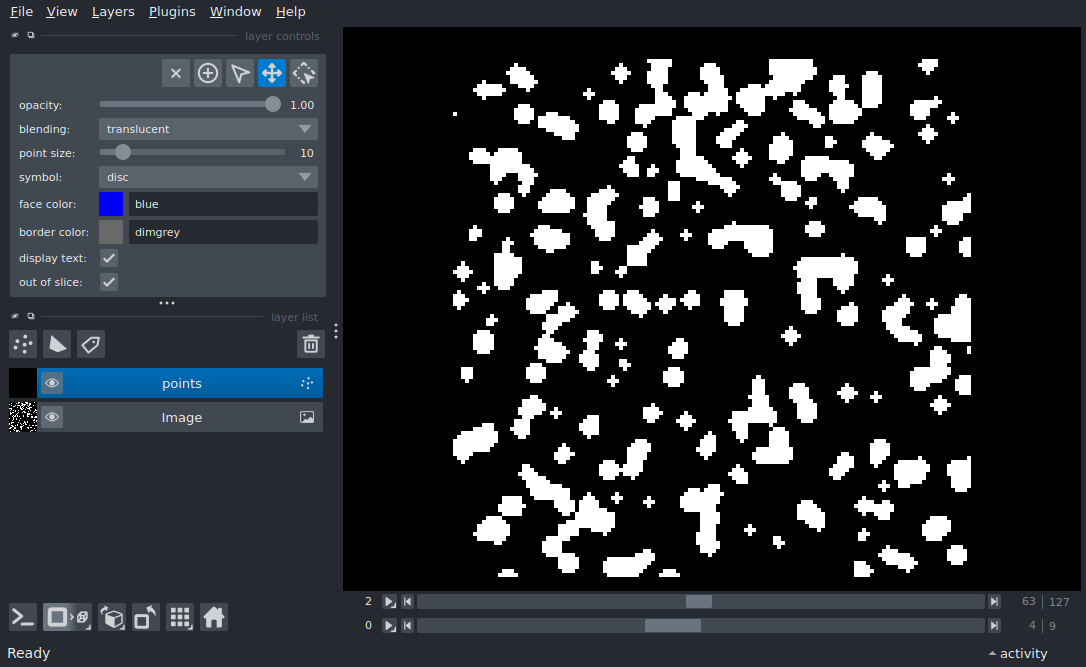 File View Layers Plugins Window Help
layer controls
opacity: 1.00
blending: translucent
point size: 10
symbol: disc
face color: blue
border color: dimgrey
display text:
out of slice:
layer list
points
Image
2 63 127
0 4 9
Ready activity